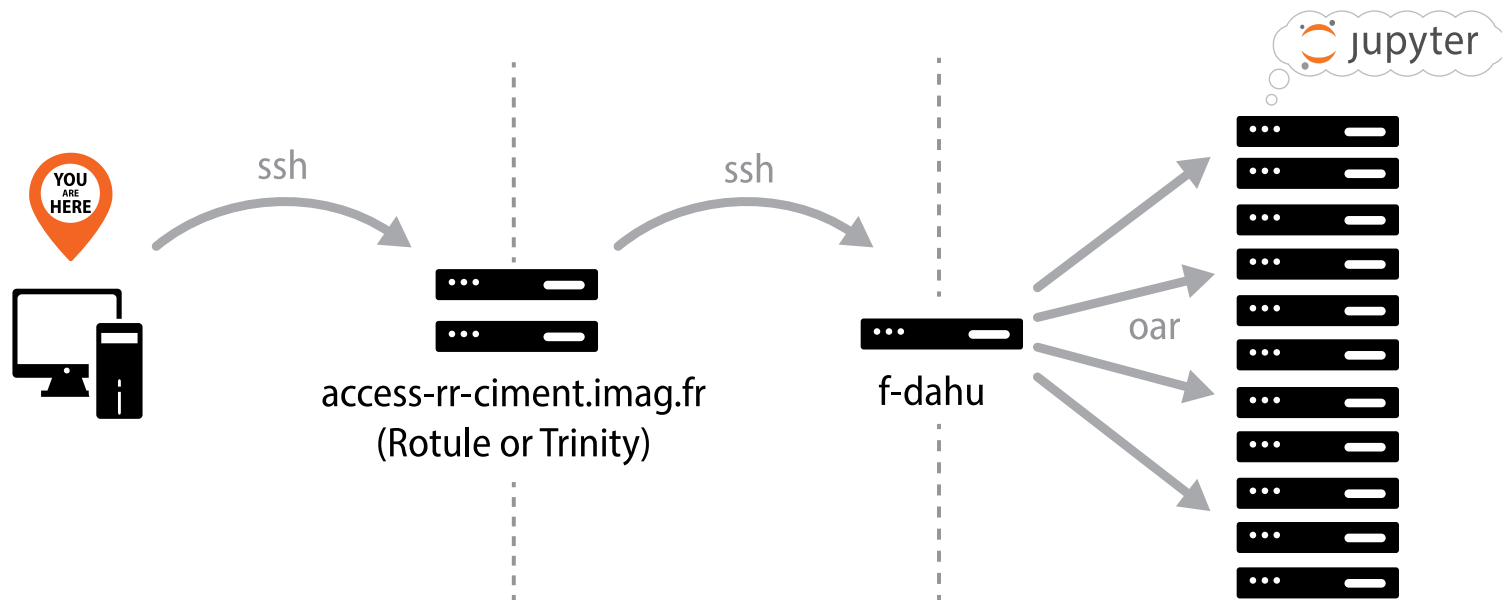 jupyter
ssh
ssh
YOU
ARE
HERE
oar
access-rr-ciment.imag.fr
(Rotule or Trinity)
f-dahu